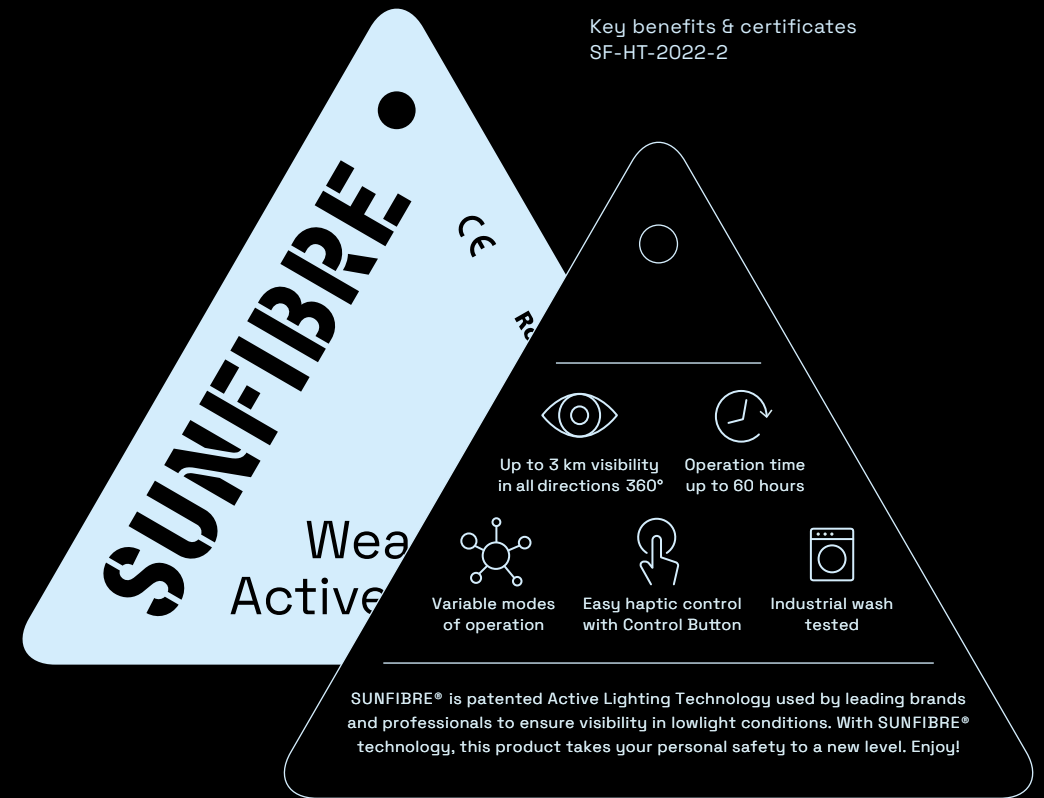 Key benefits & certificates
SF-HT-2022-2
SUNFIBRE
CE
Wea
Active
Up to 3 km visibility
in all directions 360°
Operation time
up to 60 hours
Variable modes
of operation
Easy haptic control
with Control Button
Industrial wash
tested
SUNFIBRE® is patented Active Lighting Technology used by leading brands
and professionals to ensure visibility in lowlight conditions. With SUNFIBRE®
technology, this product takes your personal safety to a new level. Enjoy!